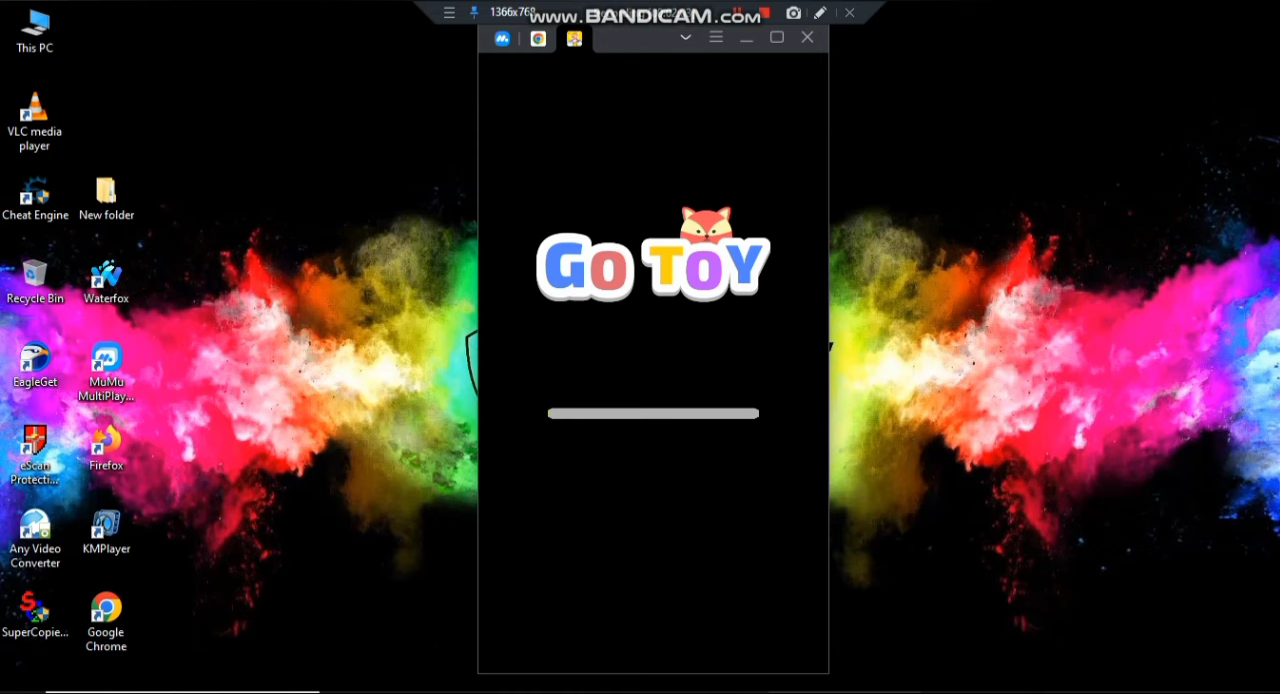 1366x768
www.BANDICAM.com
This PC
VLC media
player
Cheat Engine
New folder
Recycle Bin
Waterfox
EagleGet
MuMu
MultiPlay...
eScan
Protecti...
Firefox
Any Video
Converter
KMPlayer
SuperCopie...
Google
Chrome
GO TOY